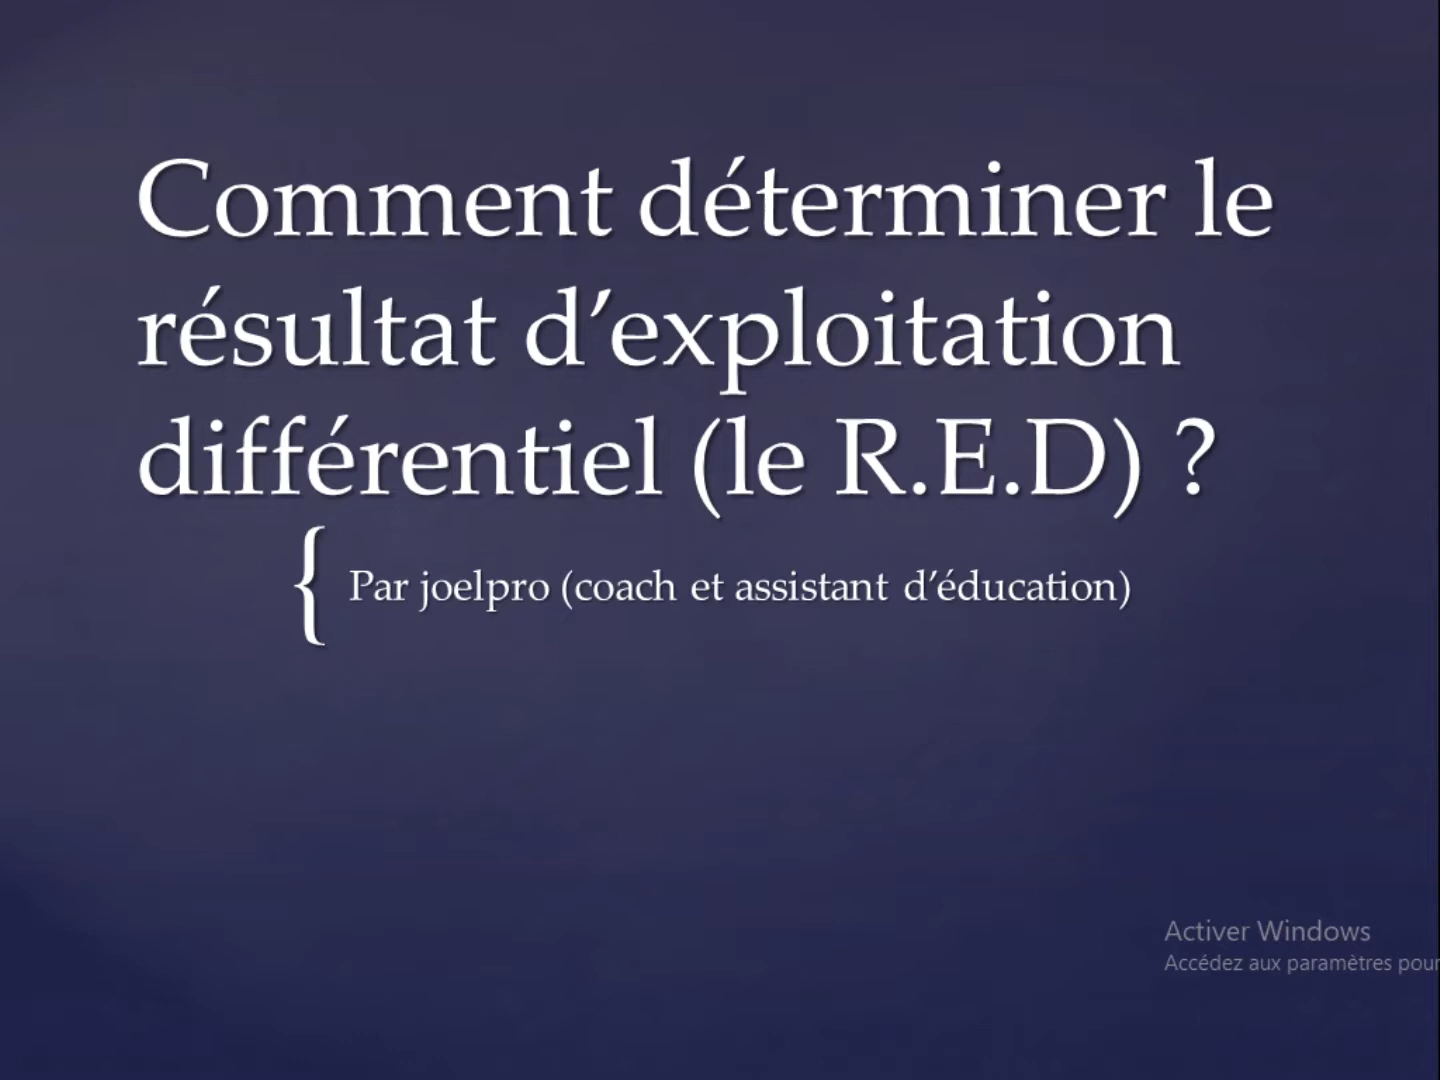 Comment déterminer le
résultat d’exploitation
différentiel (le R.E.D) ?
{ Par joelpro (coach et assistant d’éducation)
Activer Windows
Accédez aux paramètres pour